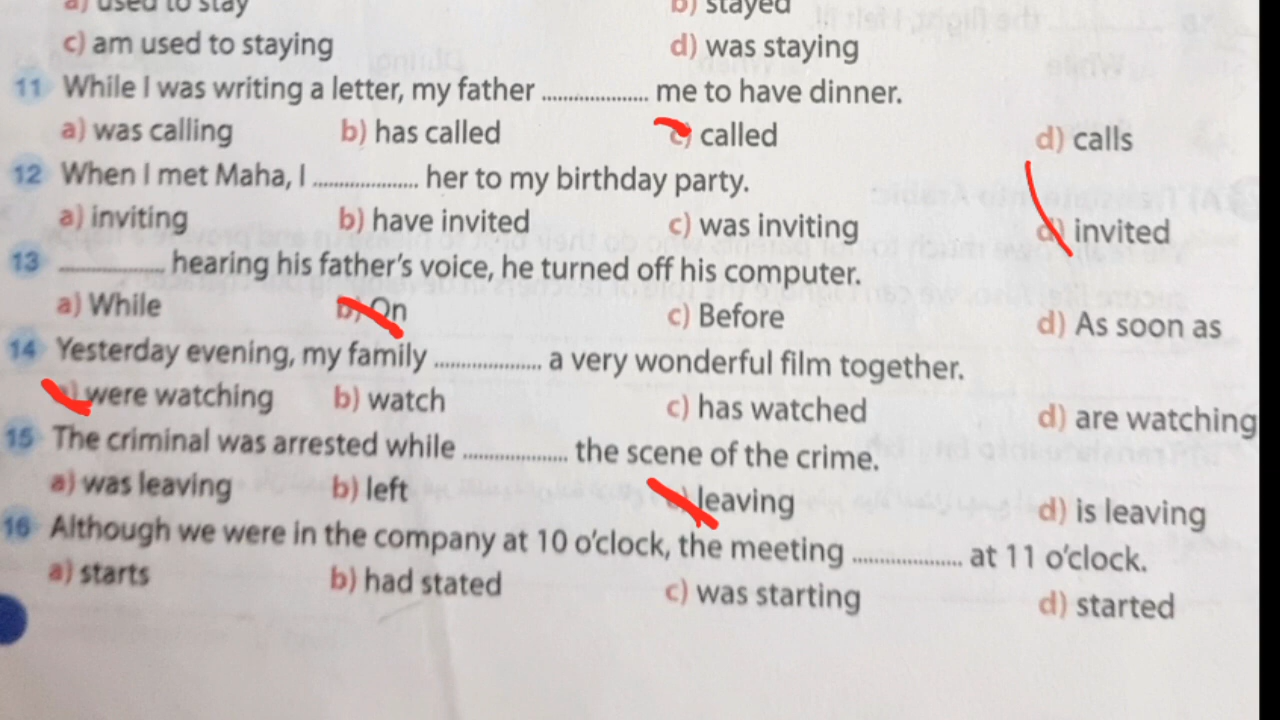 a) used to stay b) stayed
c) am used to staying d) was staying
11 While I was writing a letter, my father .................. me to have dinner.
a) was calling b) has called c) called d) calls
12 When I met Maha, I .................. her to my birthday party.
a) inviting b) have invited c) was inviting d) invited
13 .................. hearing his father's voice, he turned off his computer.
a) While b) On c) Before d) As soon as
14 Yesterday evening, my family .................. a very wonderful film together.
a) were watching b) watch c) has watched d) are watching
15 The criminal was arrested while .................. the scene of the crime.
a) was leaving b) left c) leaving d) is leaving
16 Although we were in the company at 10 o'clock, the meeting .................. at 11 o'clock.
a) starts b) had stated c) was starting d) started